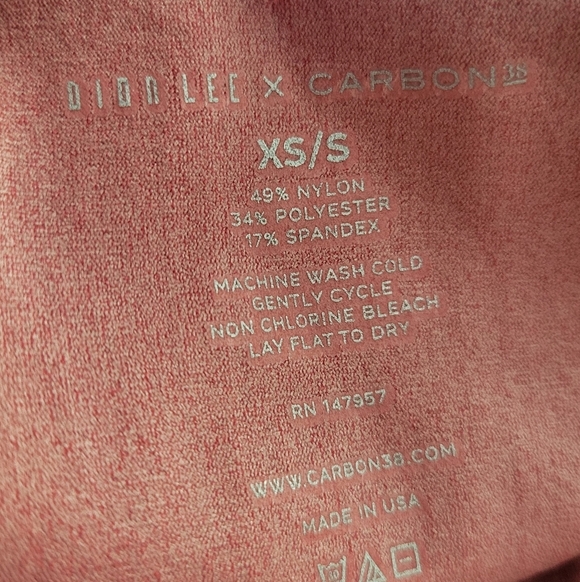 DION LEE X CARBON38
XS/S
49% NYLON
34% POLYESTER
17% SPANDEX
MACHINE WASH COLD
GENTLY CYCLE
NON CHLORINE BLEACH
LAY FLAT TO DRY
RN 147957
WWW.CARBON38.COM
MADE IN USA